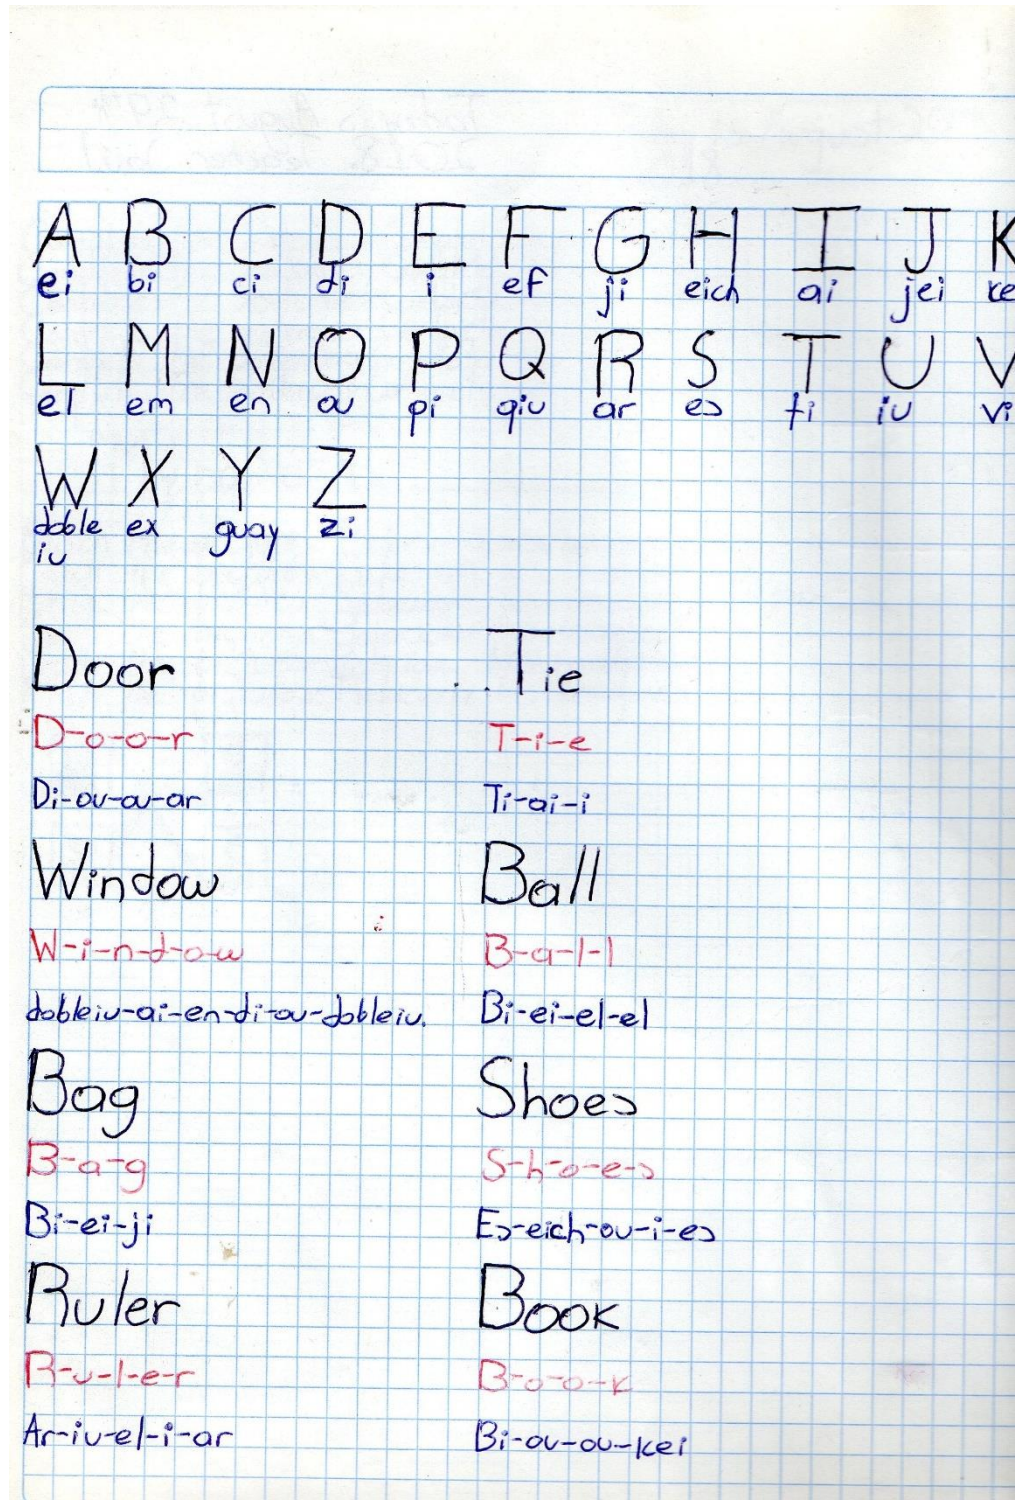 A B C D E F G H I J K
ei bi ci di i ef ji eich ai jei
L M N O P Q R S T U V
el em en ou pi qiu ar es ti iu vi
W X Y Z
doble ex guay zi
iu
Door
D-o-o-r
Di-ou-ou-ar
Window
W-i-n-d-o-w
dobleiu-ai-en-di-ou-dobleiu.
Bag
B-a-g
Bi-ei-ji
Ruler
R-u-l-e-r
Ar-iu-el-i-ar
Tie
T-i-e
Ti-ai-i
Ball
B-a-l-l
Bi-ei-el-el
Shoes
S-h-o-e-s
Es-eich-ou-i-es
Book
B-o-o-k
Bi-ou-ou-kei